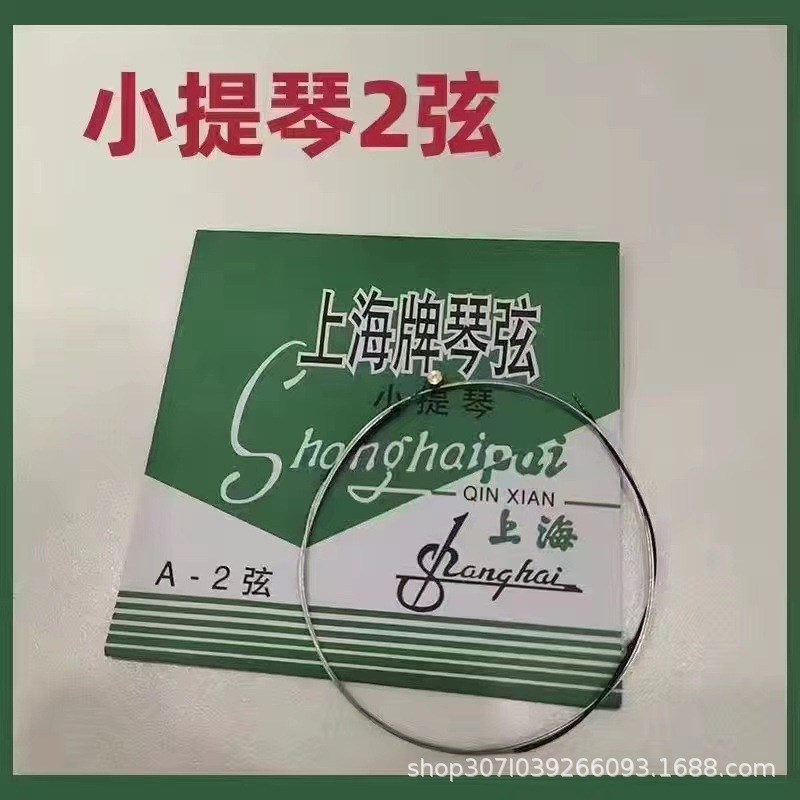 小提琴2弦
上海牌琴弦
小提琴
Shanghaipai
QIN XIAN
上海
Shanghai
A - 2 弦
shop307l039266093.1688.com